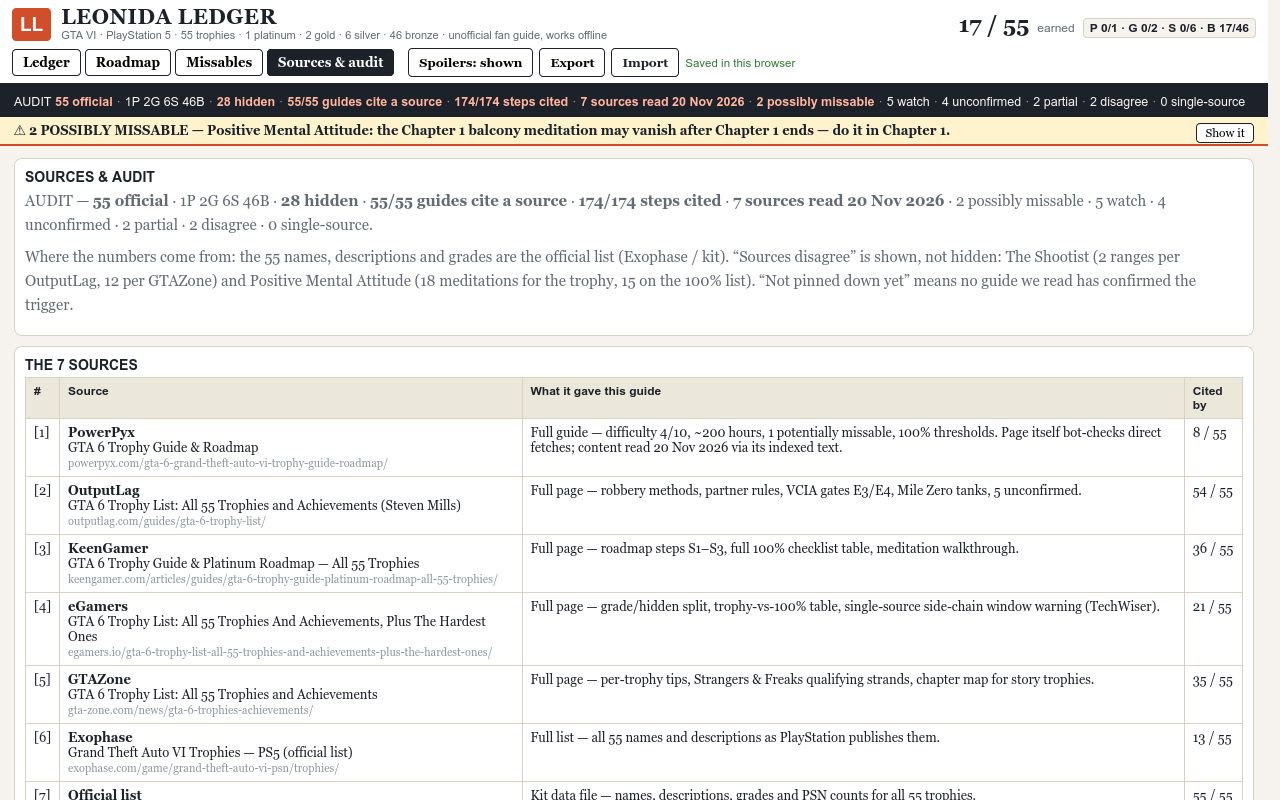 LL
LEONIDA LEDGER
GTA VI · PlayStation 5 · 55 trophies · 1 platinum · 2 gold · 6 silver · 46 bronze · unofficial fan guide, works offline
17 / 55 earned
P 0/1 · G 0/2 · S 0/6 · B 17/46
Ledger Roadmap Missables Sources & audit Spoilers: shown Export Import Saved in this browser
AUDIT 55 official · 1P 2G 6S 46B · 28 hidden · 55/55 guides cite a source · 174/174 steps cited · 7 sources read 20 Nov 2026 · 2 possibly missable · 5 watch · 4 unconfirmed · 2 partial · 2 disagree · 0 single-source
⚠ 2 POSSIBLY MISSABLE — Positive Mental Attitude: the Chapter 1 balcony meditation may vanish after Chapter 1 ends — do it in Chapter 1.
Show it
SOURCES & AUDIT
AUDIT — 55 official · 1P 2G 6S 46B · 28 hidden · 55/55 guides cite a source · 174/174 steps cited · 7 sources read 20 Nov 2026 · 2 possibly missable · 5 watch · 4
unconfirmed · 2 partial · 2 disagree · 0 single-source.
Where the numbers come from: the 55 names, descriptions and grades are the official list (Exophase / kit). “Sources disagree” is shown, not hidden: The Shootist (2 ranges per
OutputLag, 12 per GTAZone) and Positive Mental Attitude (18 meditations for the trophy, 15 on the 100% list). “Not pinned down yet” means no guide we read has confirmed the
trigger.
THE 7 SOURCES
# Source What it gave this guide Cited
by
[1] PowerPyx
GTA 6 Trophy Guide & Roadmap
powerpyx.com/gta-6-grand-theft-auto-vi-trophy-guide-roadmap/
Full guide — difficulty 4/10, ~200 hours, 1 potentially missable, 100% thresholds. Page itself bot-checks direct
fetches; content read 20 Nov 2026 via its indexed text.
8 / 55
[2] OutputLag
GTA 6 Trophy List: All 55 Trophies and Achievements (Steven Mills)
outputlag.com/guides/gta-6-trophy-list/
Full page — robbery methods, partner rules, VCIA gates E3/E4, Mile Zero tanks, 5 unconfirmed.
54 / 55
[3] KeenGamer
GTA 6 Trophy Guide & Platinum Roadmap — All 55 Trophies
keengamer.com/articles/guides/gta-6-trophy-guide-platinum-roadmap-all-55-trophies/
Full page — roadmap steps S1–S3, full 100% checklist table, meditation walkthrough.
36 / 55
[4] eGamers
GTA 6 Trophy List: All 55 Trophies And Achievements, Plus The Hardest
Ones
egamers.io/gta-6-trophy-list-all-55-trophies-and-achievements-plus-the-hardest-ones/
Full page — grade/hidden split, trophy-vs-100% table, single-source side-chain window warning (TechWiser).
21 / 55
[5] GTAZone
GTA 6 Trophy List: All 55 Trophies and Achievements
gta-zone.com/news/gta-6-trophies-achievements/
Full page — per-trophy tips, Strangers & Freaks qualifying strands, chapter map for story trophies.
35 / 55
[6] Exophase
Grand Theft Auto VI Trophies — PS5 (official list)
exophase.com/game/grand-theft-auto-vi-psn/trophies/
Full list — all 55 names and descriptions as PlayStation publishes them.
13 / 55
[7] Official list
Kit data file — names, descriptions, grades and PSN counts for all 55 trophies.
55 / 55